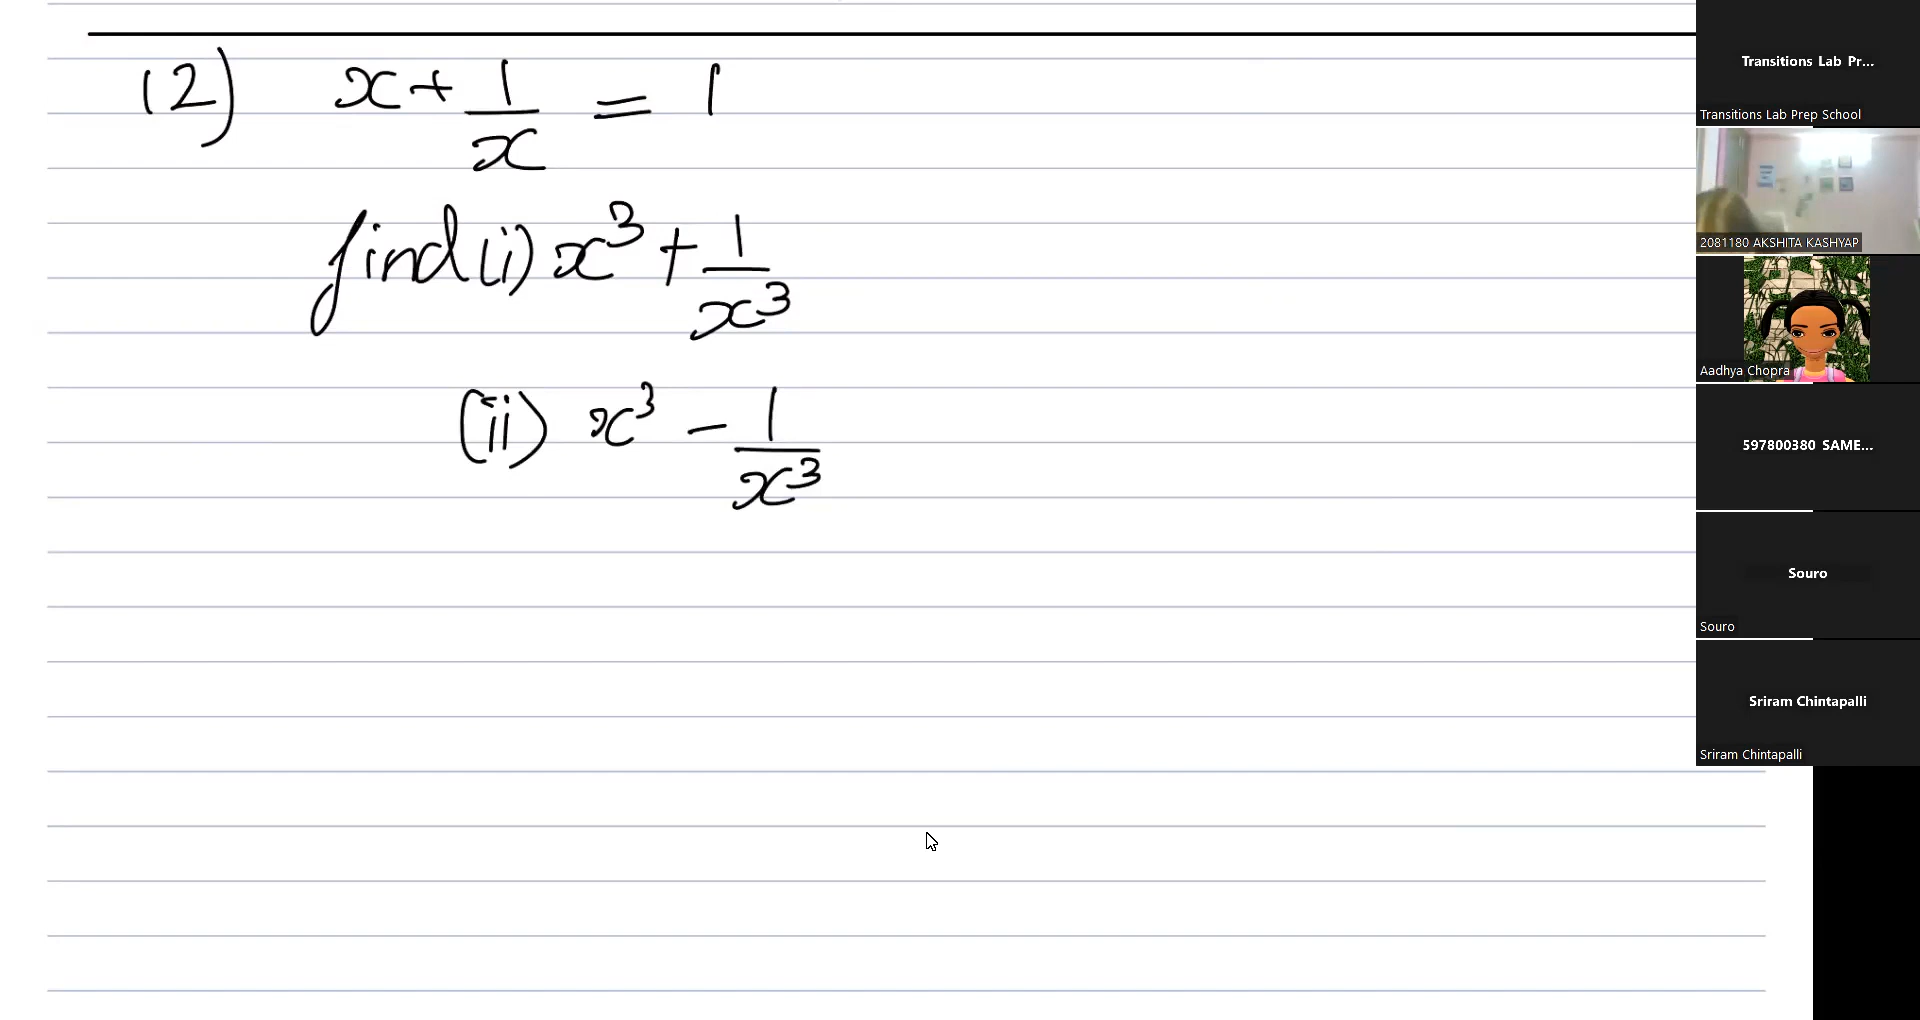 12) x + 1/x = 1
find (i) x³ + 1/x³
(ii) x³ - 1/x³
Transitions Lab Pr...
Transitions Lab Prep School
2081180 AKSHITA KASHYAP
Aadhya Chopra
597800380 SAME...
Souro
Souro
Sriram Chintapalli
Sriram Chintapalli